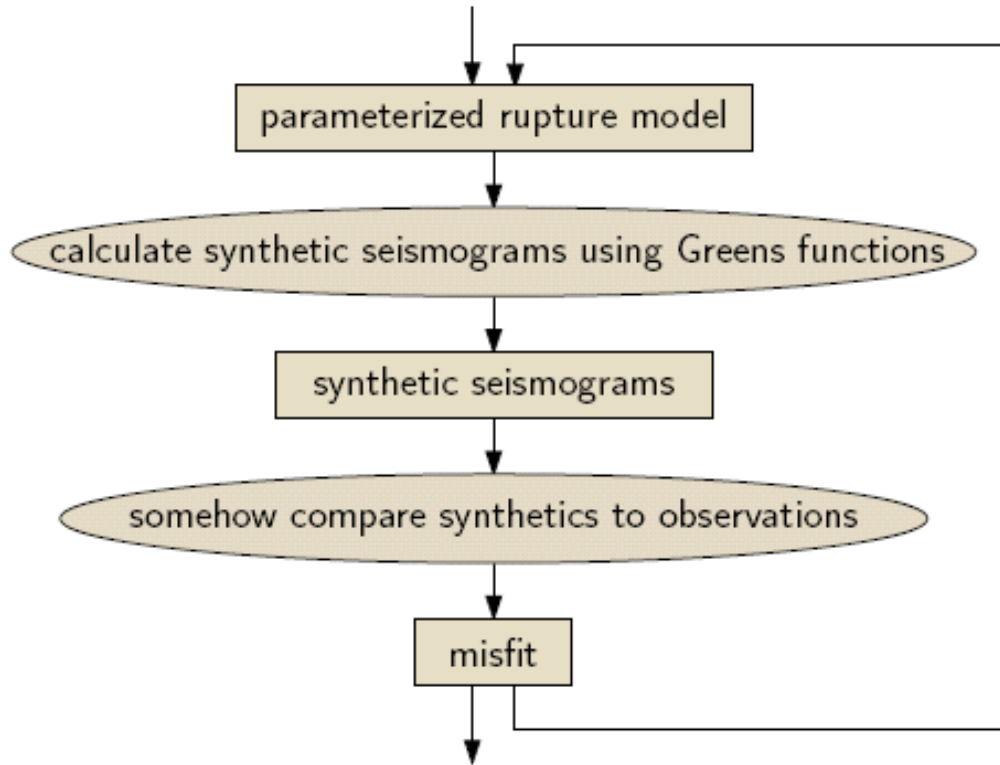 parameterized rupture model
calculate synthetic seismograms using Greens functions
synthetic seismograms
somehow compare synthetics to observations
misfit